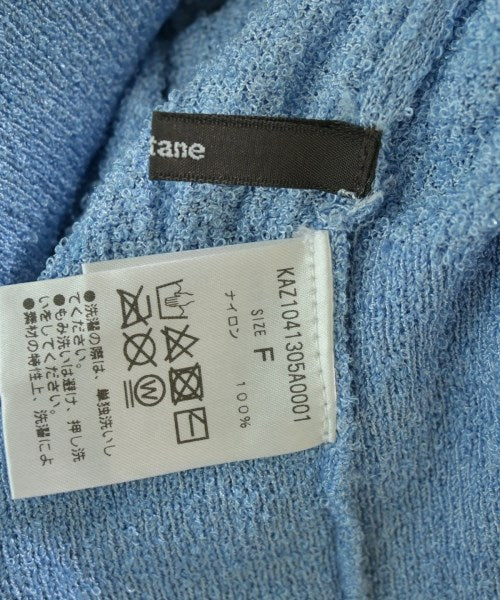 tane
KAZ1041305A0001
SIZE F
ナイロン 100%
W
●洗濯の際は、単独洗いし
てください。
●もみ洗いは避け、押し洗
いをしてください。
●素材の特性上、洗濯によ